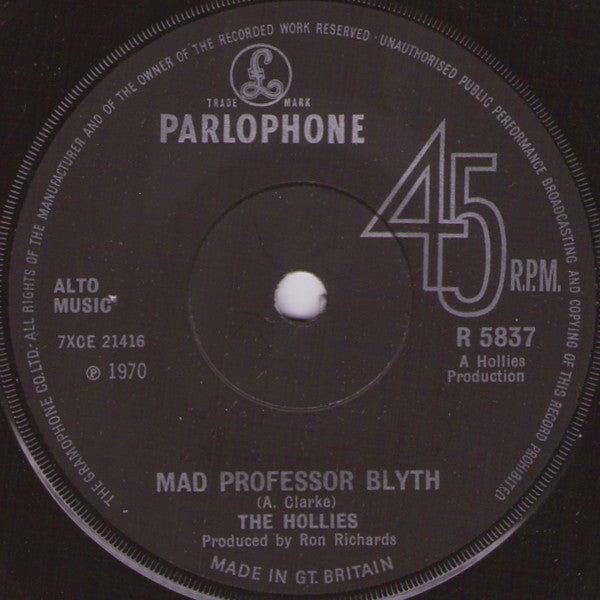 THE GRAMOPHONE CO. LTD. ALL RIGHTS OF THE MANUFACTURER AND OF THE OWNER OF THE RECORDED WORK RESERVED · UNAUTHORISED PUBLIC PERFORMANCE BROADCASTING AND COPYING OF THIS RECORD PROHIBITED
£
TRADE MARK
PARLOPHONE
45 R.P.M.
ALTO
MUSIC
7XCE 21416
℗ 1970
R 5837
A Hollies
Production
MAD PROFESSOR BLYTH
(A. Clarke)
THE HOLLIES
Produced by Ron Richards
MADE IN GT. BRITAIN